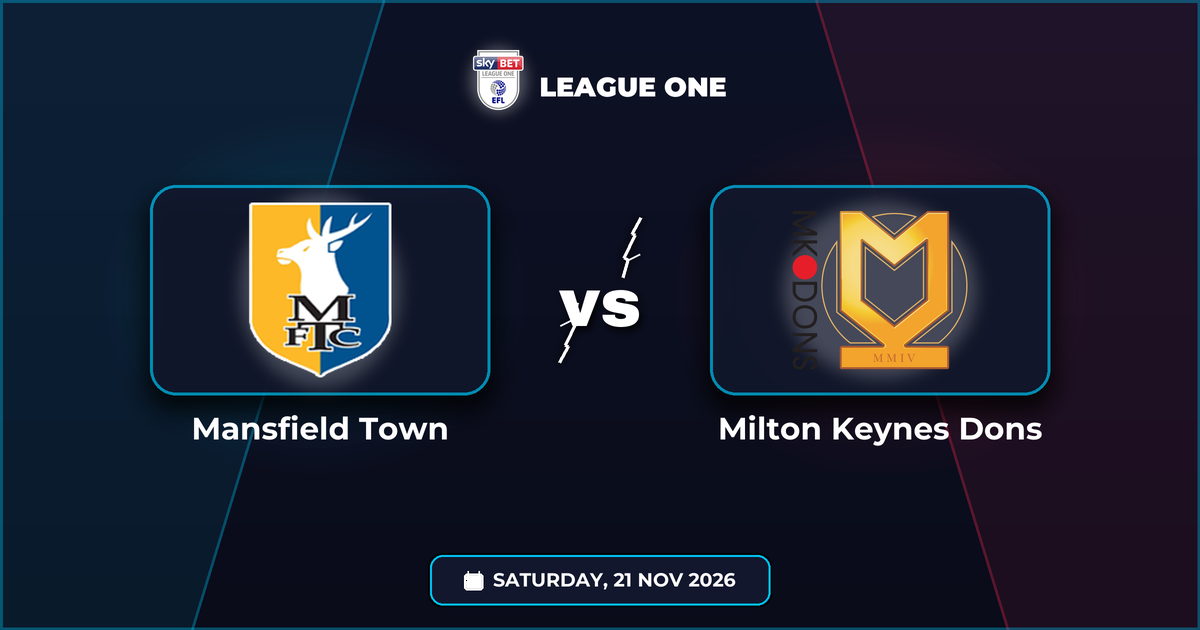 sky BET
LEAGUE ONE
EFL
LEAGUE ONE
M
FTC
VS
MK DONS
MMIV
Mansfield Town
Milton Keynes Dons
SATURDAY, 21 NOV 2026